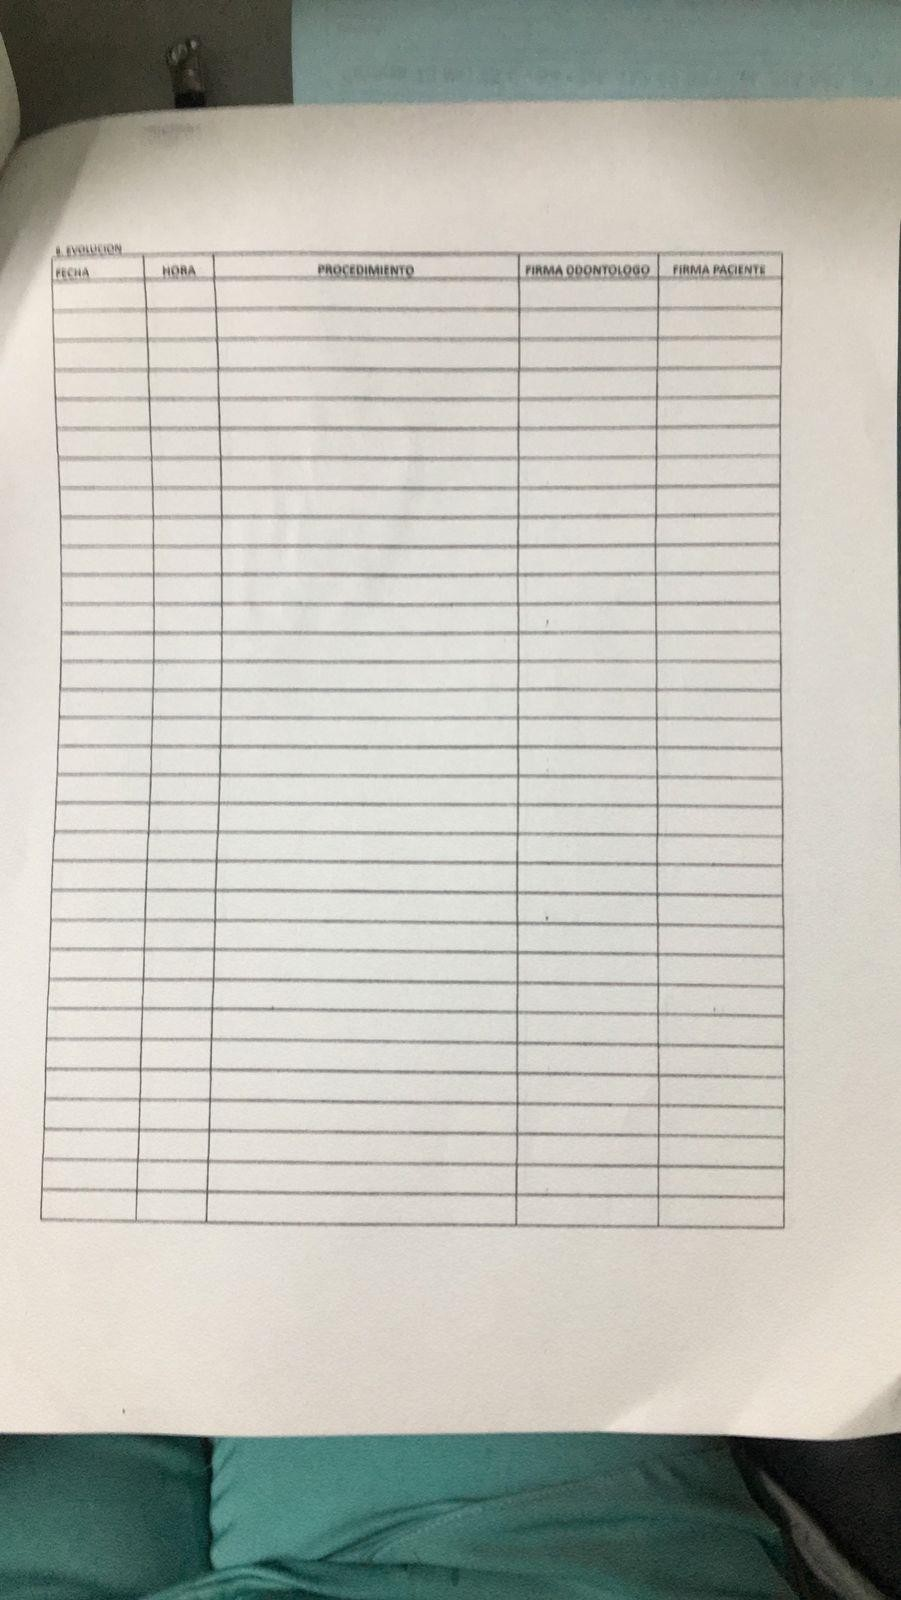 8. EVOLUCION
FECHA HORA PROCEDIMIENTO FIRMA ODONTOLOGO FIRMA PACIENTE